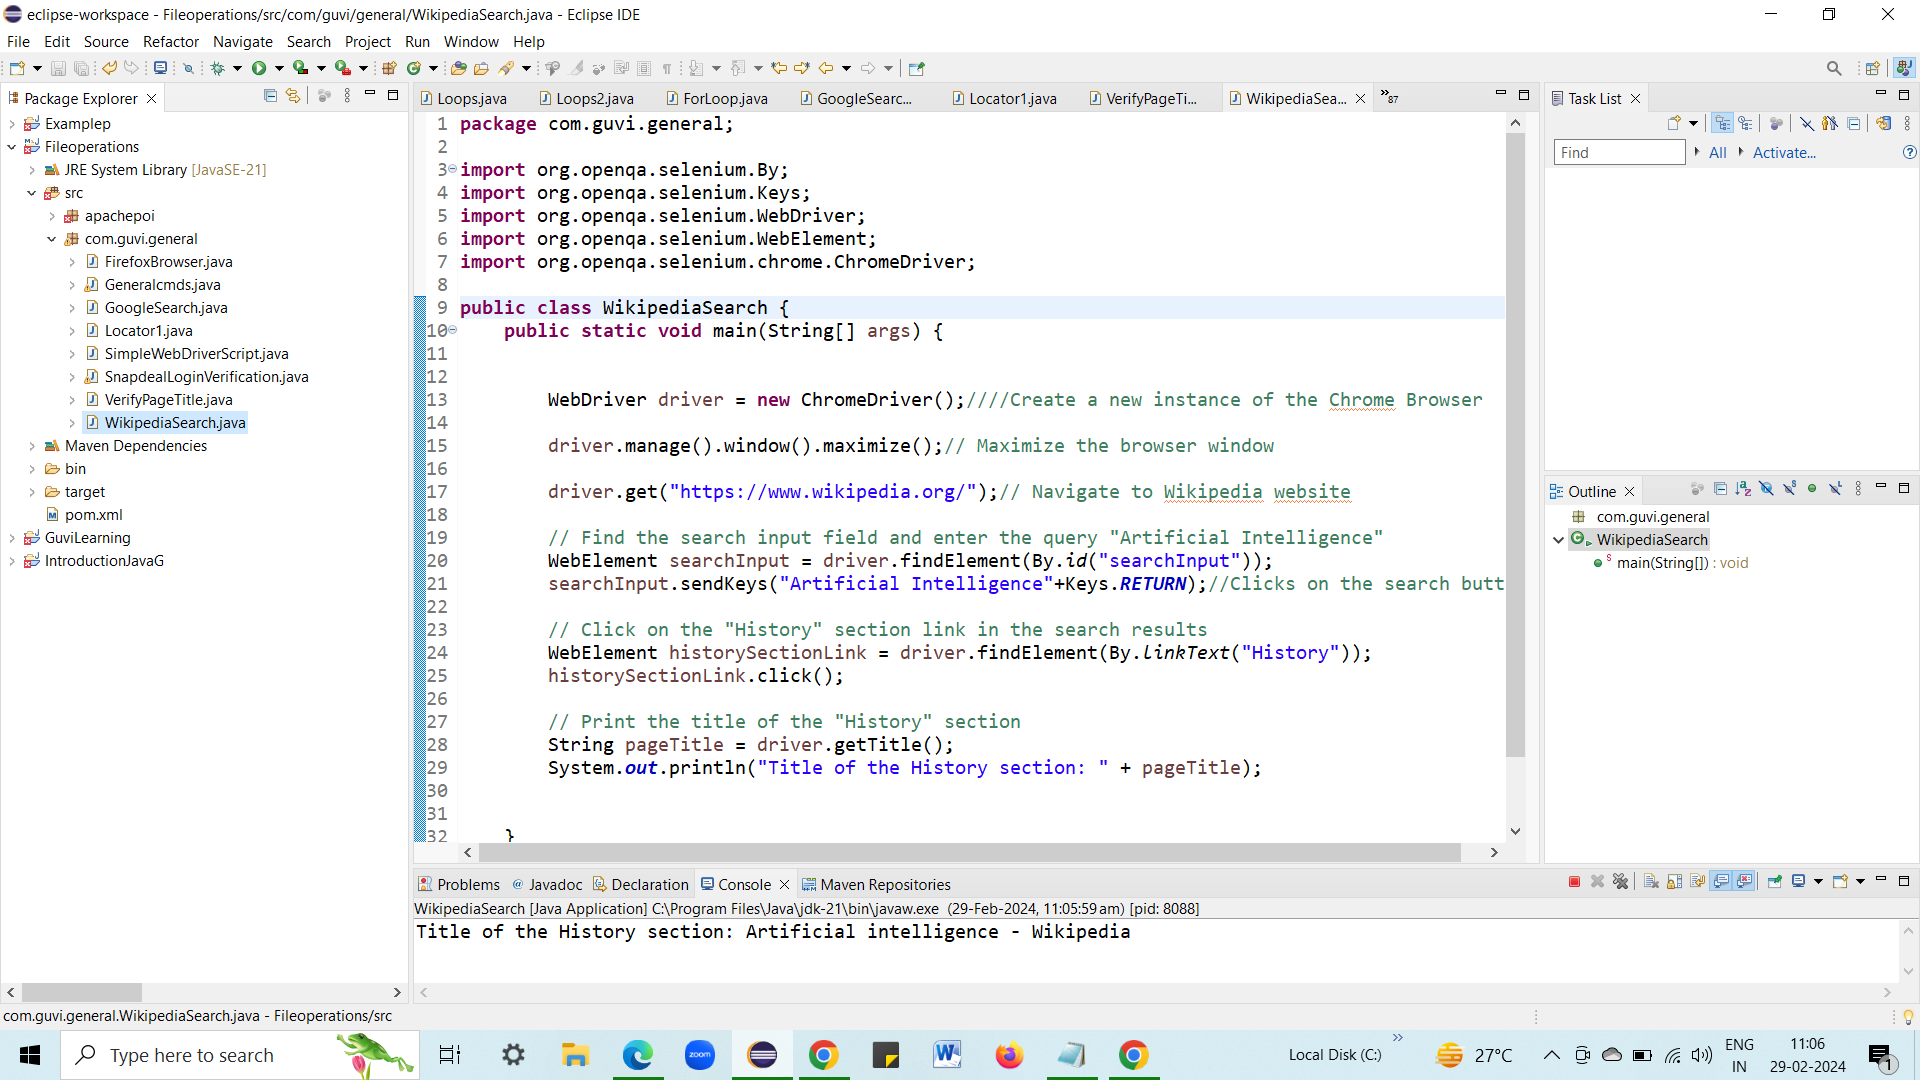 eclipse-workspace - Fileoperations/src/com/guvi/general/WikipediaSearch.java - Eclipse IDE
File Edit Source Refactor Navigate Search Project Run Window Help
Package Explorer
Examplep
Fileoperations
JRE System Library [JavaSE-21]
src
apachepoi
com.guvi.general
FirefoxBrowser.java
Generalcmds.java
GoogleSearch.java
Locator1.java
SimpleWebDriverScript.java
SnapdealLoginVerification.java
VerifyPageTitle.java
WikipediaSearch.java
Maven Dependencies
bin
target
pom.xml
GuviLearning
IntroductionJavaG
Loops.java Loops2.java ForLoop.java GoogleSearc... Locator1.java VerifyPageTi... WikipediaSea... »87
1 package com.guvi.general;
2
3 import org.openqa.selenium.By;
4 import org.openqa.selenium.Keys;
5 import org.openqa.selenium.WebDriver;
6 import org.openqa.selenium.WebElement;
7 import org.openqa.selenium.chrome.ChromeDriver;
8
9 public class WikipediaSearch {
10 public static void main(String[] args) {
11
12
13 WebDriver driver = new ChromeDriver();////Create a new instance of the Chrome Browser
14
15 driver.manage().window().maximize();// Maximize the browser window
16
17 driver.get("https://www.wikipedia.org/");// Navigate to Wikipedia website
18
19 // Find the search input field and enter the query "Artificial Intelligence"
20 WebElement searchInput = driver.findElement(By.id("searchInput"));
21 searchInput.sendKeys("Artificial Intelligence"+Keys.RETURN);//Clicks on the search butt
22
23 // Click on the "History" section link in the search results
24 WebElement historySectionLink = driver.findElement(By.linkText("History"));
25 historySectionLink.click();
26
27 // Print the title of the "History" section
28 String pageTitle = driver.getTitle();
29 System.out.println("Title of the History section: " + pageTitle);
30
31
32 }
Task List
Find All Activate...
Outline
com.guvi.general
WikipediaSearch
main(String[]) : void
Problems @ Javadoc Declaration Console Maven Repositories
WikipediaSearch [Java Application] C:\Program Files\Java\jdk-21\bin\javaw.exe (29-Feb-2024, 11:05:59 am) [pid: 8088]
Title of the History section: Artificial intelligence - Wikipedia
com.guvi.general.WikipediaSearch.java - Fileoperations/src
Type here to search
zoom
Local Disk (C:)
»
27°C
ENG
IN
11:06
29-02-2024
1